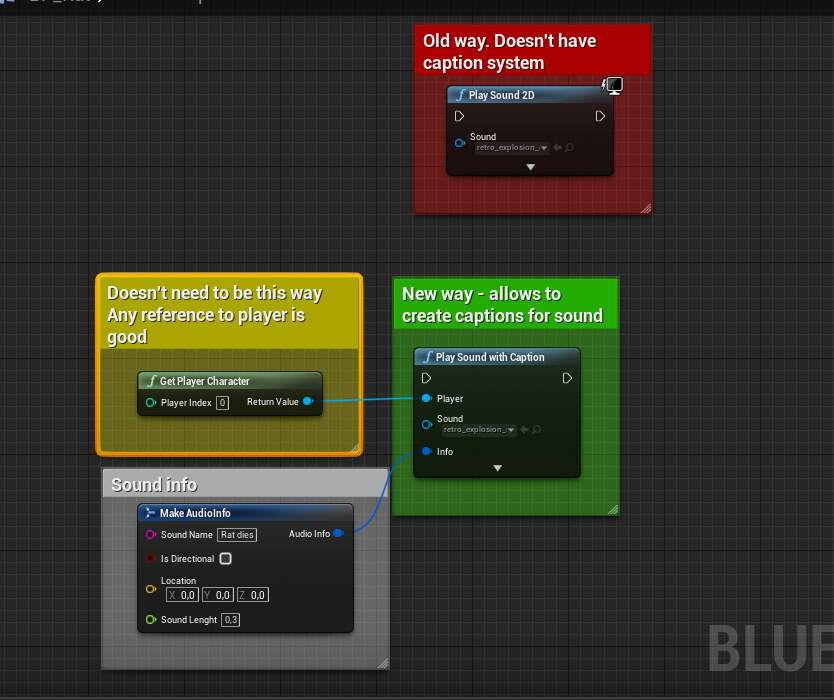 Old way. Doesn't have
caption system
Play Sound 2D
Sound
retro_explosion_
Doesn't need to be this way
Any reference to player is
good
Get Player Character
Player Index 0 Return Value
New way - allows to
create captions for sound
Play Sound with Caption
Player
Sound
retro_explosion_
Info
Sound info
Make AudioInfo
Sound Name Rat dies Audio Info
Is Directional
Location
X 0,0 Y 0,0 Z 0,0
Sound Lenght 0,3
BLUE